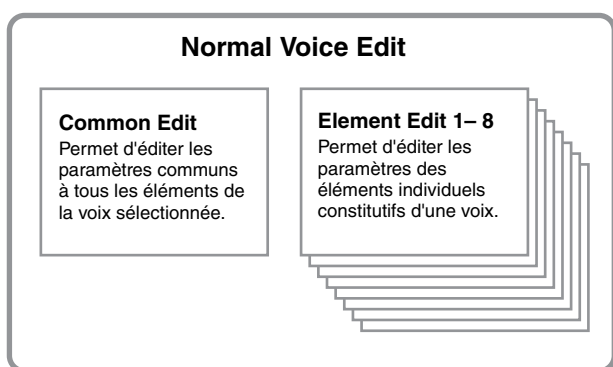 Normal Voice Edit
Common Edit
Permet d'éditer les
paramètres communs
à tous les éléments de
la voix sélectionnée.
Element Edit 1– 8
Permet d'éditer les
paramètres des
éléments individuels
constitutifs d'une voix.